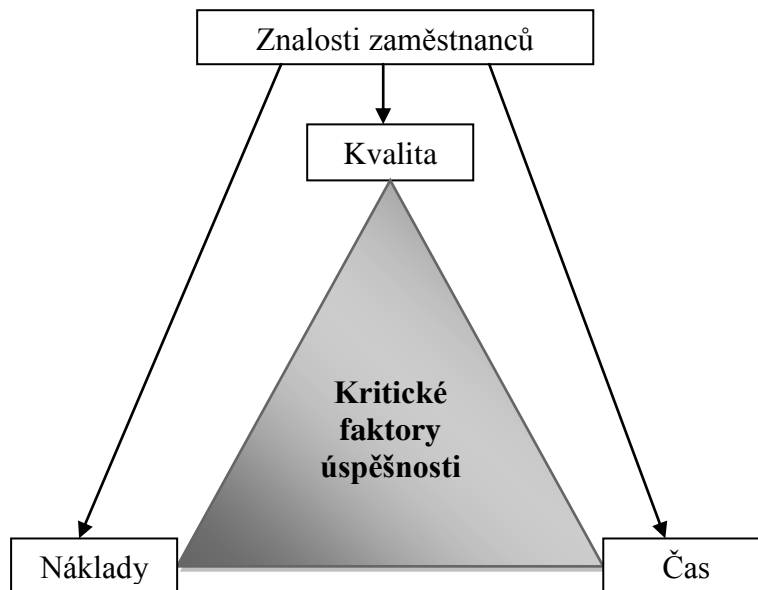 Znalosti zaměstnanců
Kvalita
Kritické
faktory
úspěšnosti
Náklady
Čas